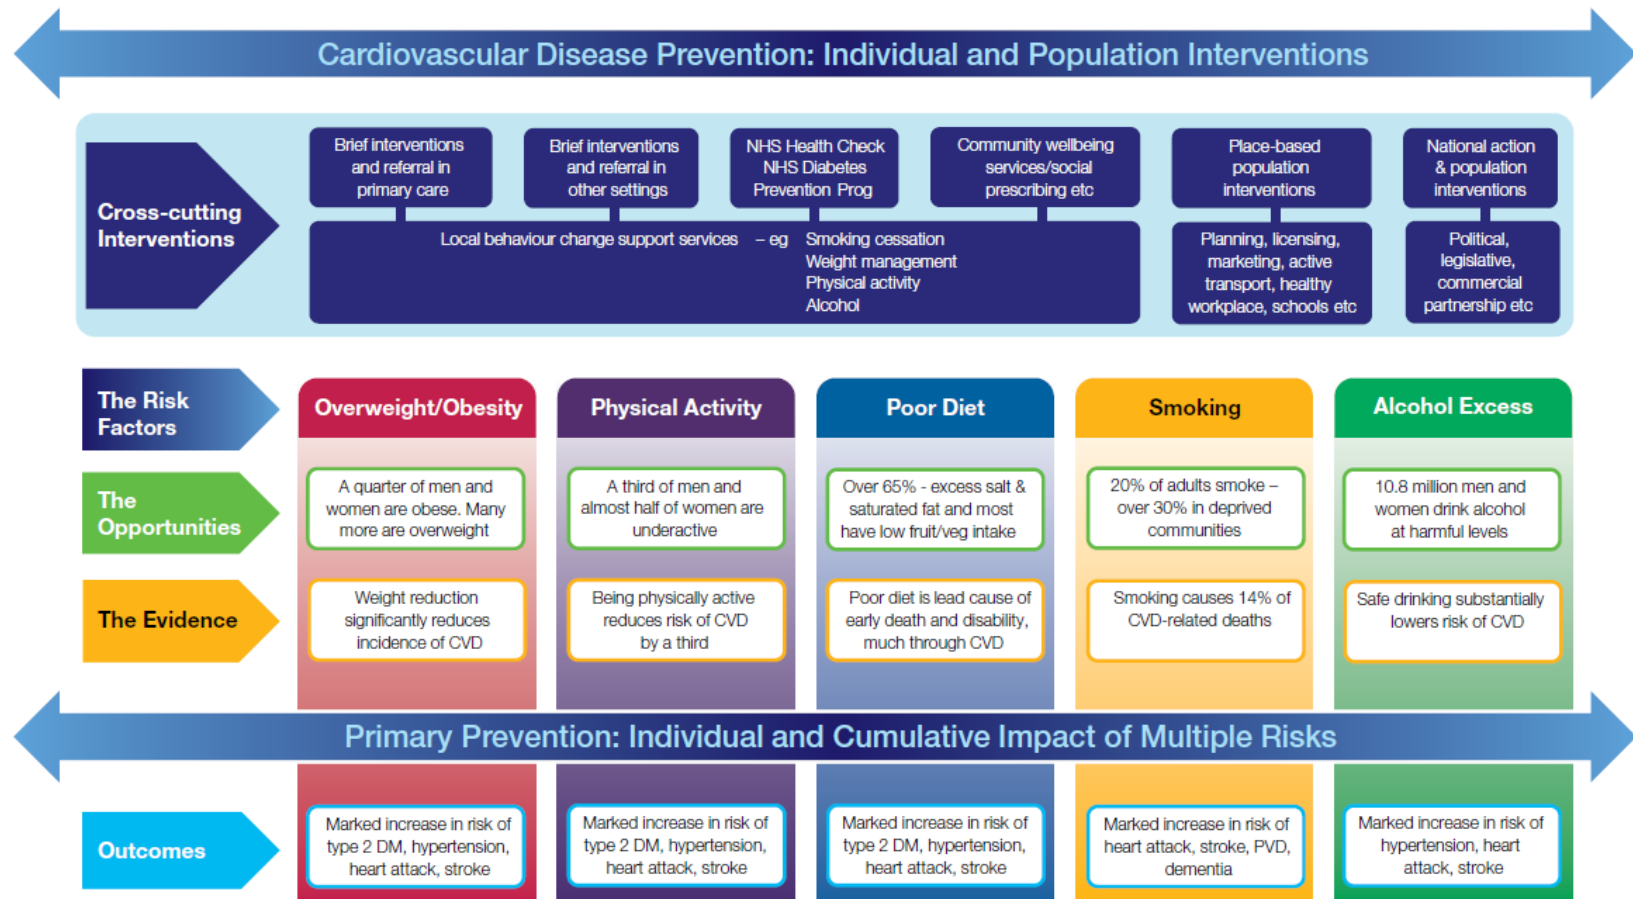 Cardiovascular Disease Prevention: Individual and Population Interventions
Cross-cutting
Interventions
Brief interventions
and referral in
primary care
Brief interventions
and referral in
other settings
NHS Health Check
NHS Diabetes
Prevention Prog
Community wellbeing
services/social
prescribing etc
Place-based
population
interventions
National action
& population
interventions
Local behaviour change support services – eg Smoking cessation
Weight management
Physical activity
Alcohol
Planning, licensing,
marketing, active
transport, healthy
workplace, schools etc
Political,
legislative,
commercial
partnership etc
The Risk
Factors
Overweight/Obesity
Physical Activity
Poor Diet
Smoking
Alcohol Excess
The
Opportunities
A quarter of men and
women are obese. Many
more are overweight
A third of men and
almost half of women are
underactive
Over 65% - excess salt &
saturated fat and most
have low fruit/veg intake
20% of adults smoke –
over 30% in deprived
communities
10.8 million men and
women drink alcohol
at harmful levels
The Evidence
Weight reduction
significantly reduces
incidence of CVD
Being physically active
reduces risk of CVD
by a third
Poor diet is lead cause of
early death and disability,
much through CVD
Smoking causes 14% of
CVD-related deaths
Safe drinking substantially
lowers risk of CVD
Primary Prevention: Individual and Cumulative Impact of Multiple Risks
Outcomes
Marked increase in risk of
type 2 DM, hypertension,
heart attack, stroke
Marked increase in risk of
type 2 DM, hypertension,
heart attack, stroke
Marked increase in risk of
type 2 DM, hypertension,
heart attack, stroke
Marked increase in risk of
heart attack, stroke, PVD,
dementia
Marked increase in risk of
hypertension, heart
attack, stroke